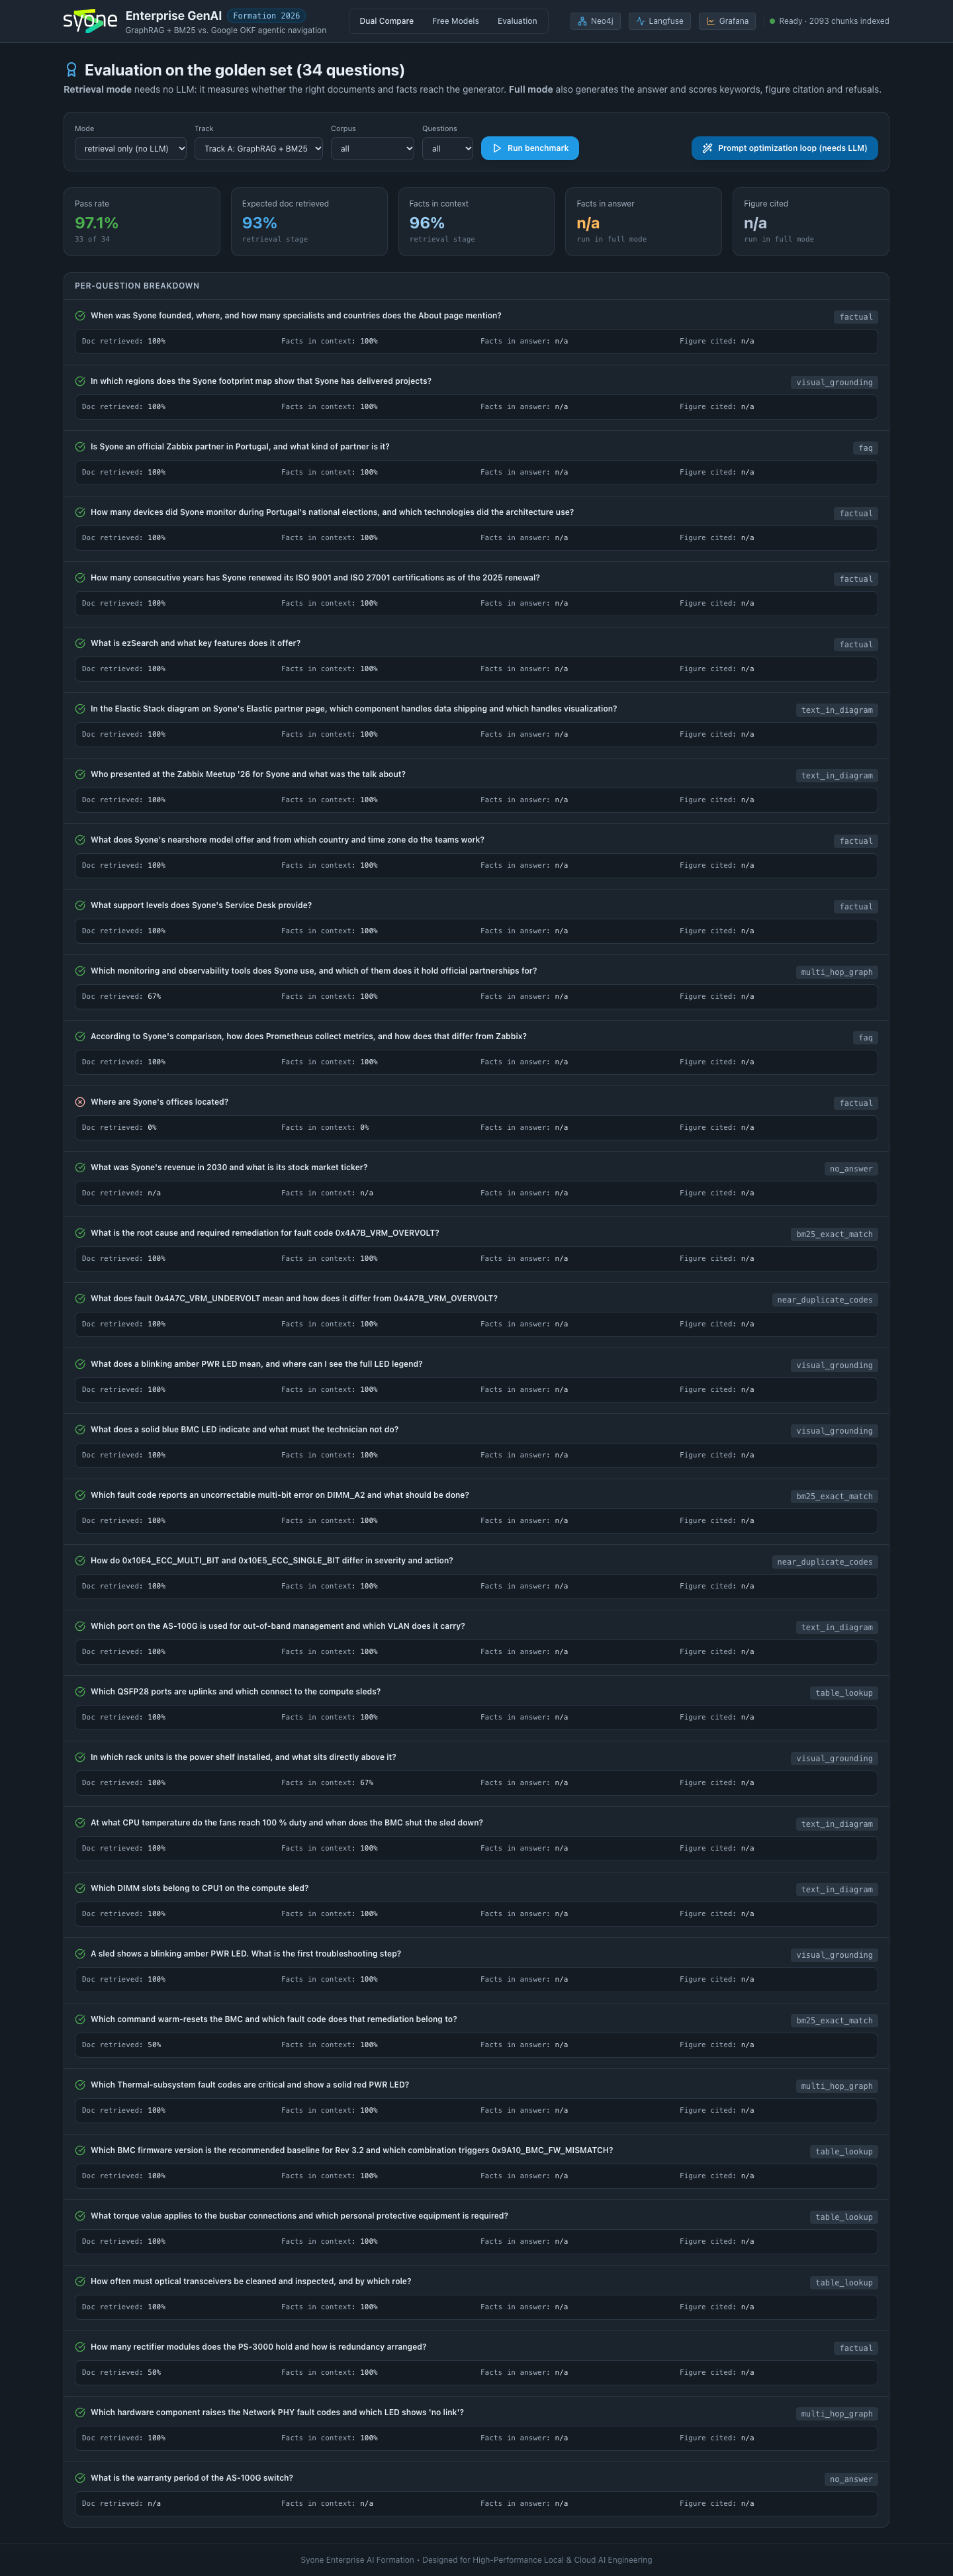 syone
Enterprise GenAI Formation 2026
GraphRAG + BM25 vs. Google OKF agentic navigation
Dual Compare Free Models Evaluation
Neo4j Langfuse Grafana Ready · 2093 chunks indexed
Evaluation on the golden set (34 questions)
Retrieval mode needs no LLM: it measures whether the right documents and facts reach the generator. Full mode also generates the answer and scores keywords, figure citation and refusals.
Mode Track Corpus Questions
retrieval only (no LLM) Track A: GraphRAG + BM25 all all Run benchmark Prompt optimization loop (needs LLM)
Pass rate Expected doc retrieved Facts in context Facts in answer Figure cited
97.1% 93% 96% n/a n/a
33 of 34 retrieval stage retrieval stage run in full mode run in full mode
PER-QUESTION BREAKDOWN
When was Syone founded, where, and how many specialists and countries does the About page mention? factual
Doc retrieved: 100% Facts in context: 100% Facts in answer: n/a Figure cited: n/a
In which regions does the Syone footprint map show that Syone has delivered projects? visual_grounding
Doc retrieved: 100% Facts in context: 100% Facts in answer: n/a Figure cited: n/a
Is Syone an official Zabbix partner in Portugal, and what kind of partner is it? faq
Doc retrieved: 100% Facts in context: 100% Facts in answer: n/a Figure cited: n/a
How many devices did Syone monitor during Portugal's national elections, and which technologies did the architecture use? factual
Doc retrieved: 100% Facts in context: 100% Facts in answer: n/a Figure cited: n/a
How many consecutive years has Syone renewed its ISO 9001 and ISO 27001 certifications as of the 2025 renewal? factual
Doc retrieved: 100% Facts in context: 100% Facts in answer: n/a Figure cited: n/a
What is ezSearch and what key features does it offer? factual
Doc retrieved: 100% Facts in context: 100% Facts in answer: n/a Figure cited: n/a
In the Elastic Stack diagram on Syone's Elastic partner page, which component handles data shipping and which handles visualization? text_in_diagram
Doc retrieved: 100% Facts in context: 100% Facts in answer: n/a Figure cited: n/a
Who presented at the Zabbix Meetup '26 for Syone and what was the talk about? text_in_diagram
Doc retrieved: 100% Facts in context: 100% Facts in answer: n/a Figure cited: n/a
What does Syone's nearshore model offer and from which country and time zone do the teams work? factual
Doc retrieved: 100% Facts in context: 100% Facts in answer: n/a Figure cited: n/a
What support levels does Syone's Service Desk provide? factual
Doc retrieved: 100% Facts in context: 100% Facts in answer: n/a Figure cited: n/a
Which monitoring and observability tools does Syone use, and which of them does it hold official partnerships for? multi_hop_graph
Doc retrieved: 67% Facts in context: 100% Facts in answer: n/a Figure cited: n/a
According to Syone's comparison, how does Prometheus collect metrics, and how does that differ from Zabbix? faq
Doc retrieved: 100% Facts in context: 100% Facts in answer: n/a Figure cited: n/a
Where are Syone's offices located? factual
Doc retrieved: 0% Facts in context: 0% Facts in answer: n/a Figure cited: n/a
What was Syone's revenue in 2030 and what is its stock market ticker? no_answer
Doc retrieved: n/a Facts in context: n/a Facts in answer: n/a Figure cited: n/a
What is the root cause and required remediation for fault code 0x4A7B_VRM_OVERVOLT? bm25_exact_match
Doc retrieved: 100% Facts in context: 100% Facts in answer: n/a Figure cited: n/a
What does fault 0x4A7C_VRM_UNDERVOLT mean and how does it differ from 0x4A7B_VRM_OVERVOLT? near_duplicate_codes
Doc retrieved: 100% Facts in context: 100% Facts in answer: n/a Figure cited: n/a
What does a blinking amber PWR LED mean, and where can I see the full LED legend? visual_grounding
Doc retrieved: 100% Facts in context: 100% Facts in answer: n/a Figure cited: n/a
What does a solid blue BMC LED indicate and what must the technician not do? visual_grounding
Doc retrieved: 100% Facts in context: 100% Facts in answer: n/a Figure cited: n/a
Which fault code reports an uncorrectable multi-bit error on DIMM_A2 and what should be done? bm25_exact_match
Doc retrieved: 100% Facts in context: 100% Facts in answer: n/a Figure cited: n/a
How do 0x10E4_ECC_MULTI_BIT and 0x10E5_ECC_SINGLE_BIT differ in severity and action? near_duplicate_codes
Doc retrieved: 100% Facts in context: 100% Facts in answer: n/a Figure cited: n/a
Which port on the AS-100G is used for out-of-band management and which VLAN does it carry? text_in_diagram
Doc retrieved: 100% Facts in context: 100% Facts in answer: n/a Figure cited: n/a
Which QSFP28 ports are uplinks and which connect to the compute sleds? table_lookup
Doc retrieved: 100% Facts in context: 100% Facts in answer: n/a Figure cited: n/a
In which rack units is the power shelf installed, and what sits directly above it? visual_grounding
Doc retrieved: 100% Facts in context: 67% Facts in answer: n/a Figure cited: n/a
At what CPU temperature do the fans reach 100 % duty and when does the BMC shut the sled down? text_in_diagram
Doc retrieved: 100% Facts in context: 100% Facts in answer: n/a Figure cited: n/a
Which DIMM slots belong to CPU1 on the compute sled? text_in_diagram
Doc retrieved: 100% Facts in context: 100% Facts in answer: n/a Figure cited: n/a
A sled shows a blinking amber PWR LED. What is the first troubleshooting step? visual_grounding
Doc retrieved: 100% Facts in context: 100% Facts in answer: n/a Figure cited: n/a
Which command warm-resets the BMC and which fault code does that remediation belong to? bm25_exact_match
Doc retrieved: 50% Facts in context: 100% Facts in answer: n/a Figure cited: n/a
Which Thermal-subsystem fault codes are critical and show a solid red PWR LED? multi_hop_graph
Doc retrieved: 100% Facts in context: 100% Facts in answer: n/a Figure cited: n/a
Which BMC firmware version is the recommended baseline for Rev 3.2 and which combination triggers 0x9A10_BMC_FW_MISMATCH? table_lookup
Doc retrieved: 100% Facts in context: 100% Facts in answer: n/a Figure cited: n/a
What torque value applies to the busbar connections and which personal protective equipment is required? table_lookup
Doc retrieved: 100% Facts in context: 100% Facts in answer: n/a Figure cited: n/a
How often must optical transceivers be cleaned and inspected, and by which role? table_lookup
Doc retrieved: 100% Facts in context: 100% Facts in answer: n/a Figure cited: n/a
How many rectifier modules does the PS-3000 hold and how is redundancy arranged? factual
Doc retrieved: 50% Facts in context: 100% Facts in answer: n/a Figure cited: n/a
Which hardware component raises the Network PHY fault codes and which LED shows 'no link'? multi_hop_graph
Doc retrieved: 100% Facts in context: 100% Facts in answer: n/a Figure cited: n/a
What is the warranty period of the AS-100G switch? no_answer
Doc retrieved: n/a Facts in context: n/a Facts in answer: n/a Figure cited: n/a
Syone Enterprise AI Formation • Designed for High-Performance Local & Cloud AI Engineering